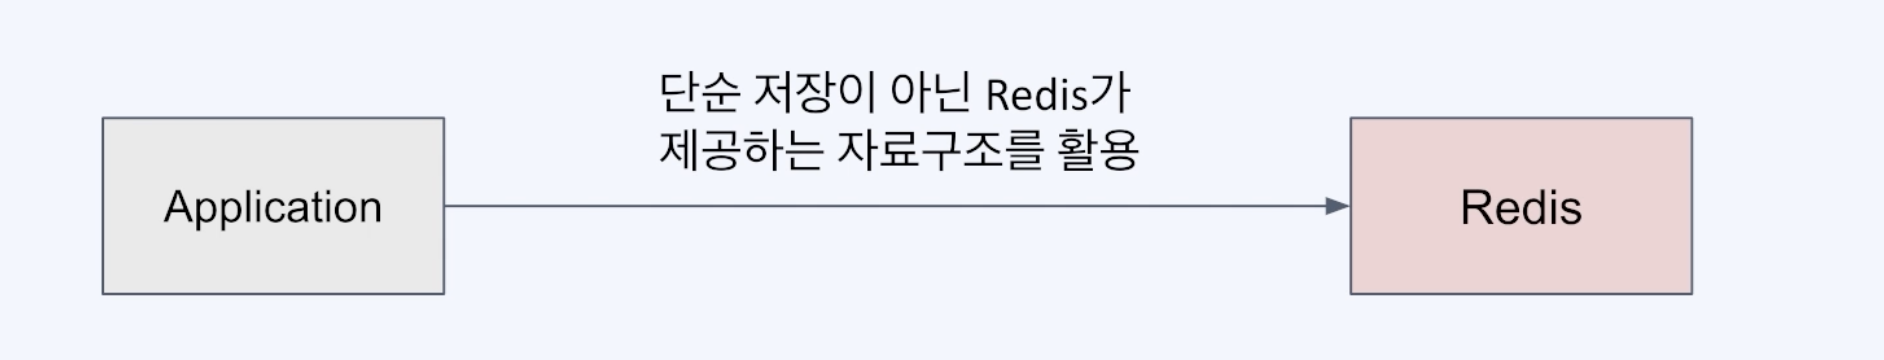 단순 저장이 아닌 Redis가
제공하는 자료구조를 활용
Application
Redis